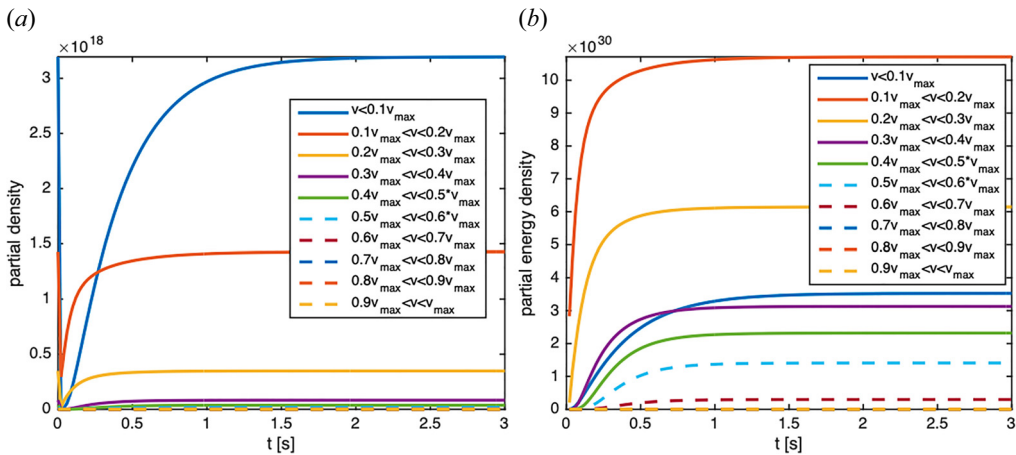 (a)
×10^18
partial density
3
2.5
2
1.5
1
0.5
0
0 0.5 1 1.5 2 2.5 3
t [s]
v<0.1v_max
0.1v_max<v<0.2v_max
0.2v_max<v<0.3v_max
0.3v_max<v<0.4v_max
0.4v_max<v<0.5*v_max
0.5v_max<v<0.6*v_max
0.6v_max<v<0.7v_max
0.7v_max<v<0.8v_max
0.8v_max<v<0.9v_max
0.9v_max<v<v_max
(b)
×10^30
partial energy density
10
9
8
7
6
5
4
3
2
1
0
0 0.5 1 1.5 2 2.5 3
t [s]
v<0.1v_max
0.1v_max<v<0.2v_max
0.2v_max<v<0.3v_max
0.3v_max<v<0.4v_max
0.4v_max<v<0.5*v_max
0.5v_max<v<0.6*v_max
0.6v_max<v<0.7v_max
0.7v_max<v<0.8v_max
0.8v_max<v<0.9v_max
0.9v_max<v<v_max